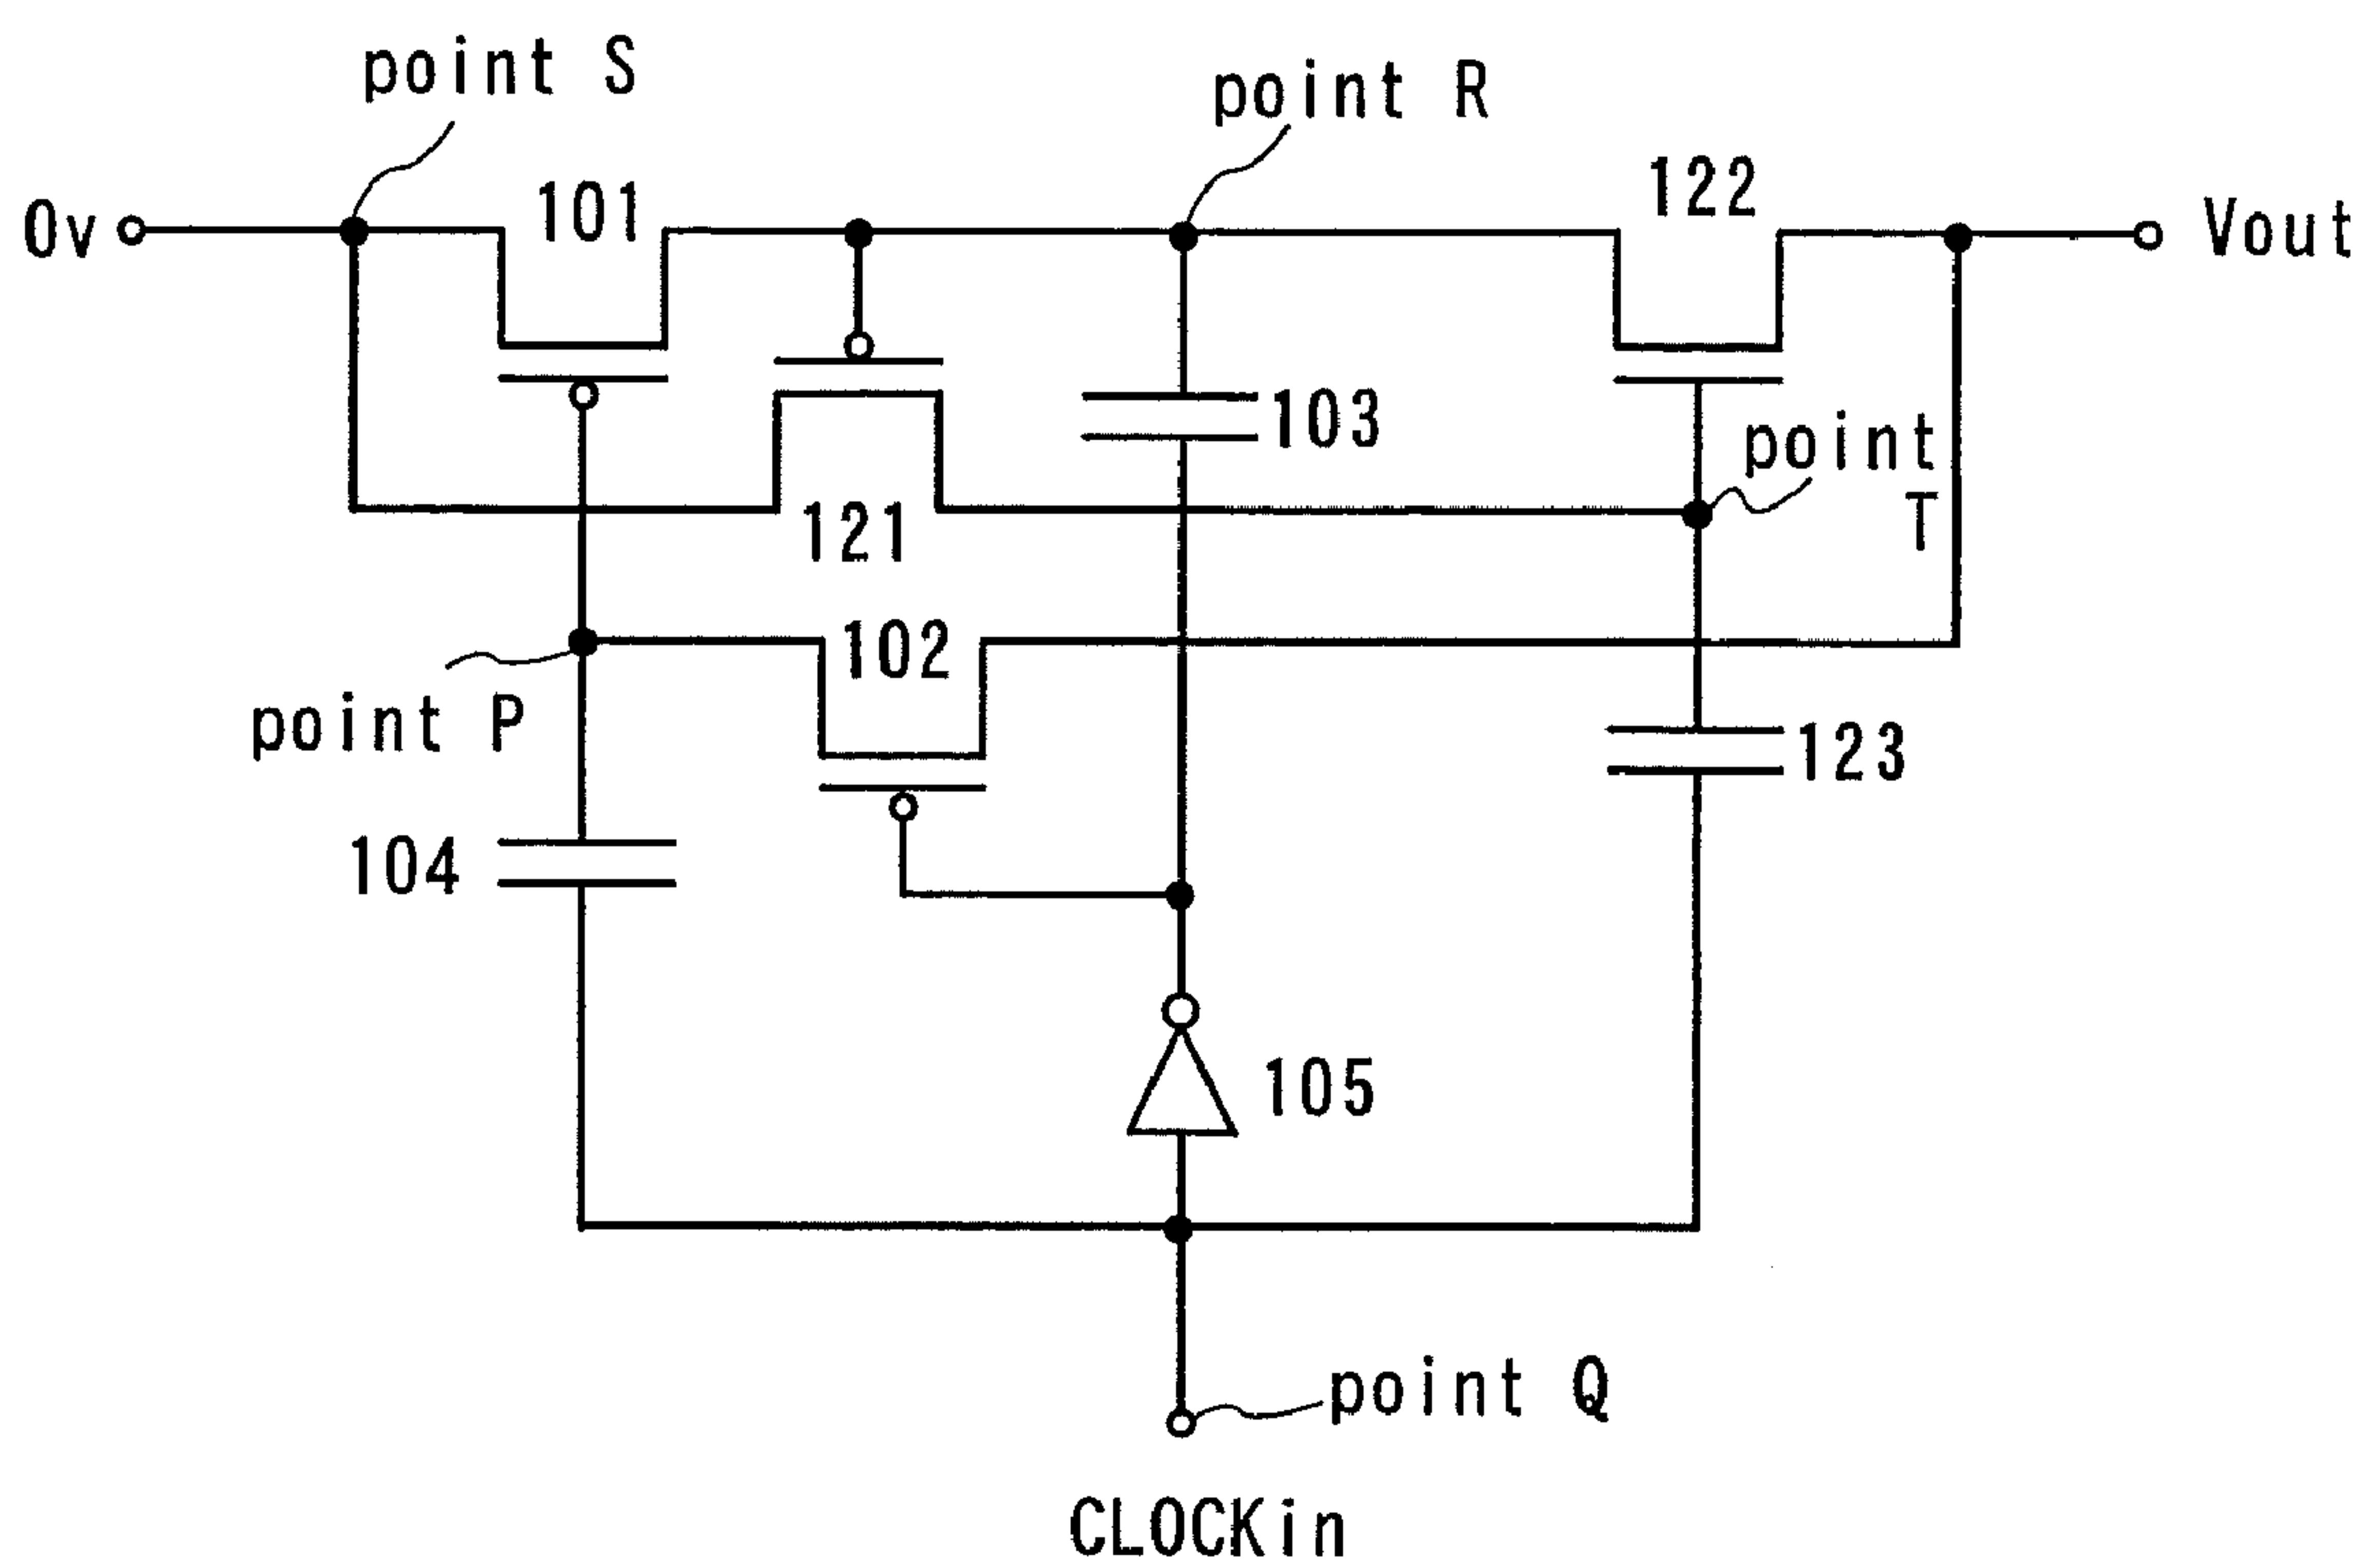 point S
point R
0v
101
122
Vout
103
point
T
121
102
point P
123
104
105
point Q
CLOCKin